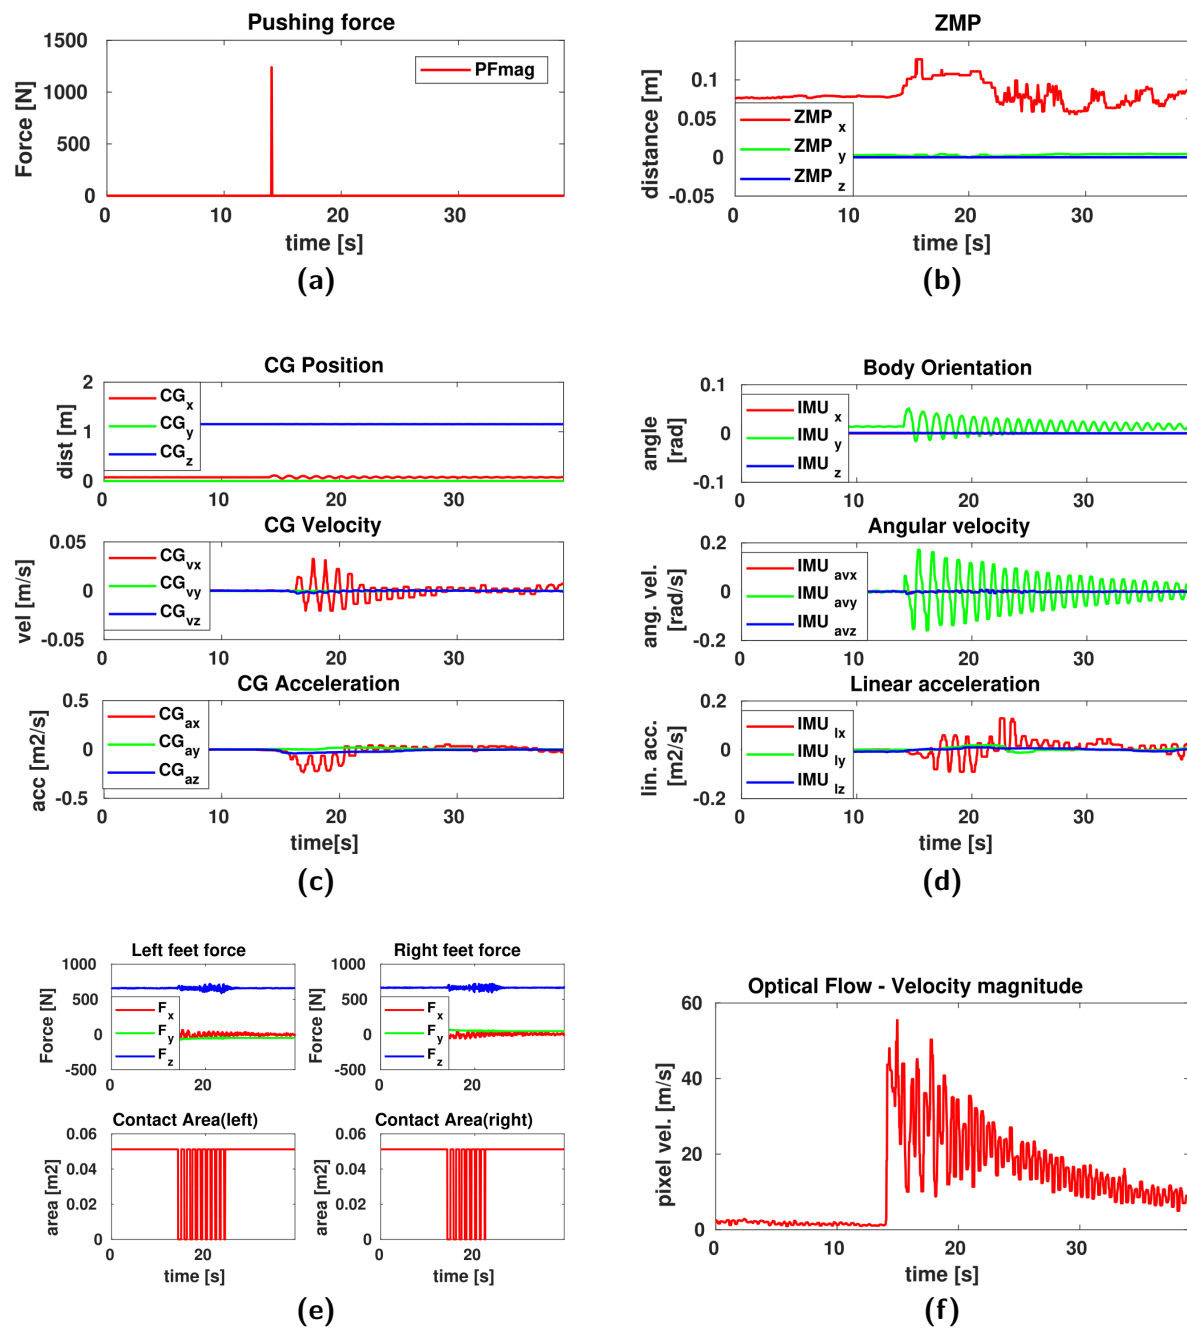 Pushing force
1500
1000
500
0
Force [N]
PFmag
0 10 20 30
time [s]
(a)
ZMP
0.1
0.05
0
-0.05
distance [m]
ZMP x
ZMP y
ZMP z
0 10 20 30
time [s]
(b)
CG Position
2
1
0
dist [m]
CGx
CGy
CGz
0 10 20 30
CG Velocity
0.05
0
-0.05
vel [m/s]
CGvx
CGvy
CGvz
0 10 20 30
CG Acceleration
0.5
0
-0.5
acc [m2/s]
CGax
CGay
CGaz
0 10 20 30
time[s]
(c)
Body Orientation
0.1
0
-0.1
angle
[rad]
IMU x
IMU y
IMU z
0 10 20 30
Angular velocity
0.2
0
-0.2
ang. vel.
[rad/s]
IMU avx
IMU avy
IMU avz
0 10 20 30
Linear acceleration
0.2
0
-0.2
lin. acc.
[m2/s]
IMU lx
IMU ly
IMU lz
0 10 20 30
time [s]
(d)
Left feet force
1000
500
0
-500
Force [N]
Fx
Fy
Fz
0 20
Right feet force
1000
500
0
-500
Force [N]
Fx
Fy
Fz
0 20
Contact Area(left)
0.06
0.04
0.02
0
area [m2]
0 20
time [s]
Contact Area(right)
0.06
0.04
0.02
0
area [m2]
0 20
time [s]
(e)
Optical Flow - Velocity magnitude
60
40
20
0
pixel vel. [m/s]
0 10 20 30
time [s]
(f)